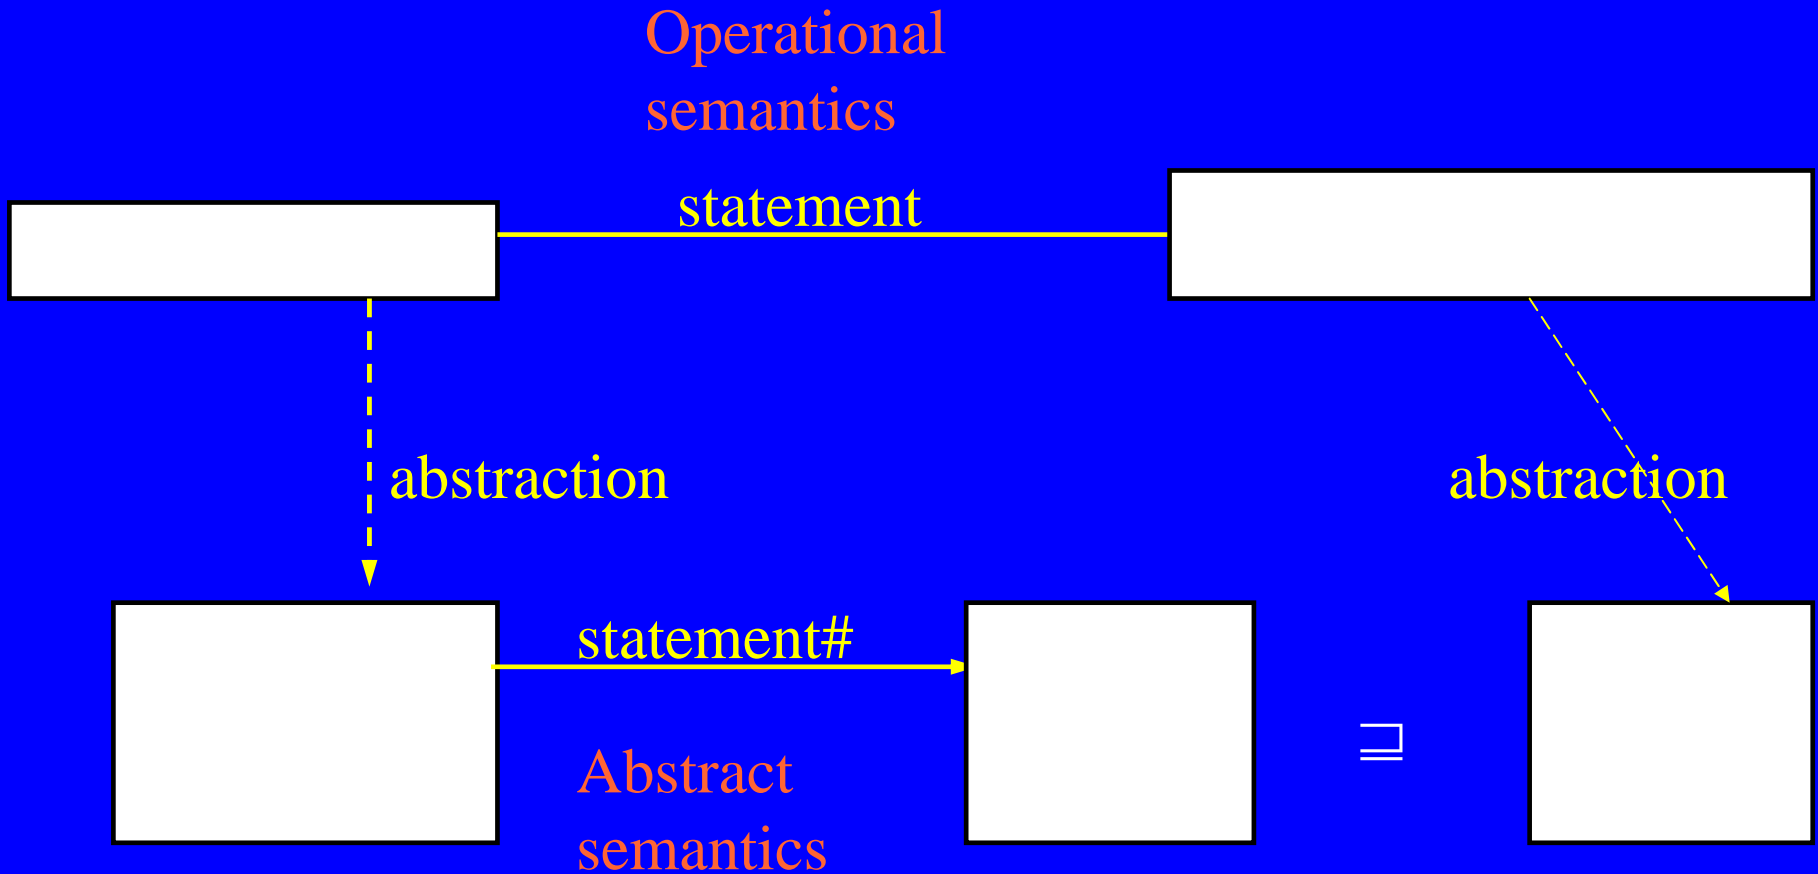 Operational
semantics
statement
abstraction
abstraction
statement#
⊒
Abstract
semantics